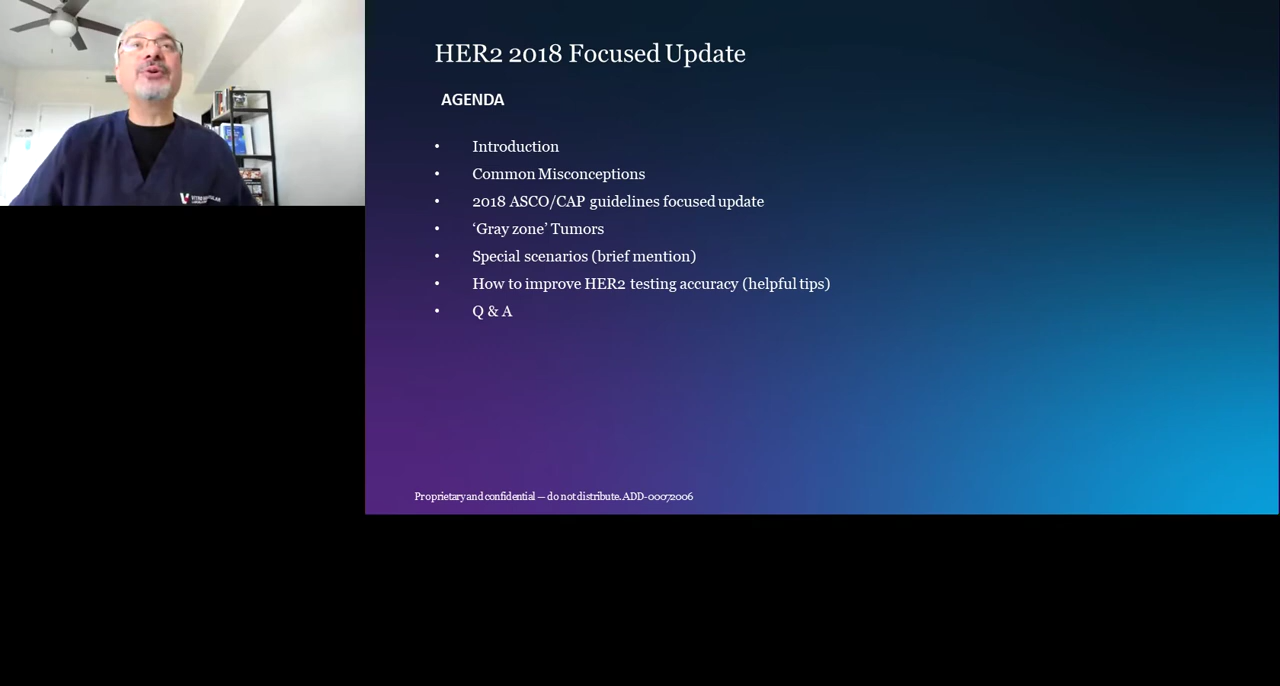 HER2 2018 Focused Update
AGENDA
• Introduction
• Common Misconceptions
• 2018 ASCO/CAP guidelines focused update
• ‘Gray zone’ Tumors
• Special scenarios (brief mention)
• How to improve HER2 testing accuracy (helpful tips)
• Q & A
Proprietary and confidential — do not distribute. ADD-00072006